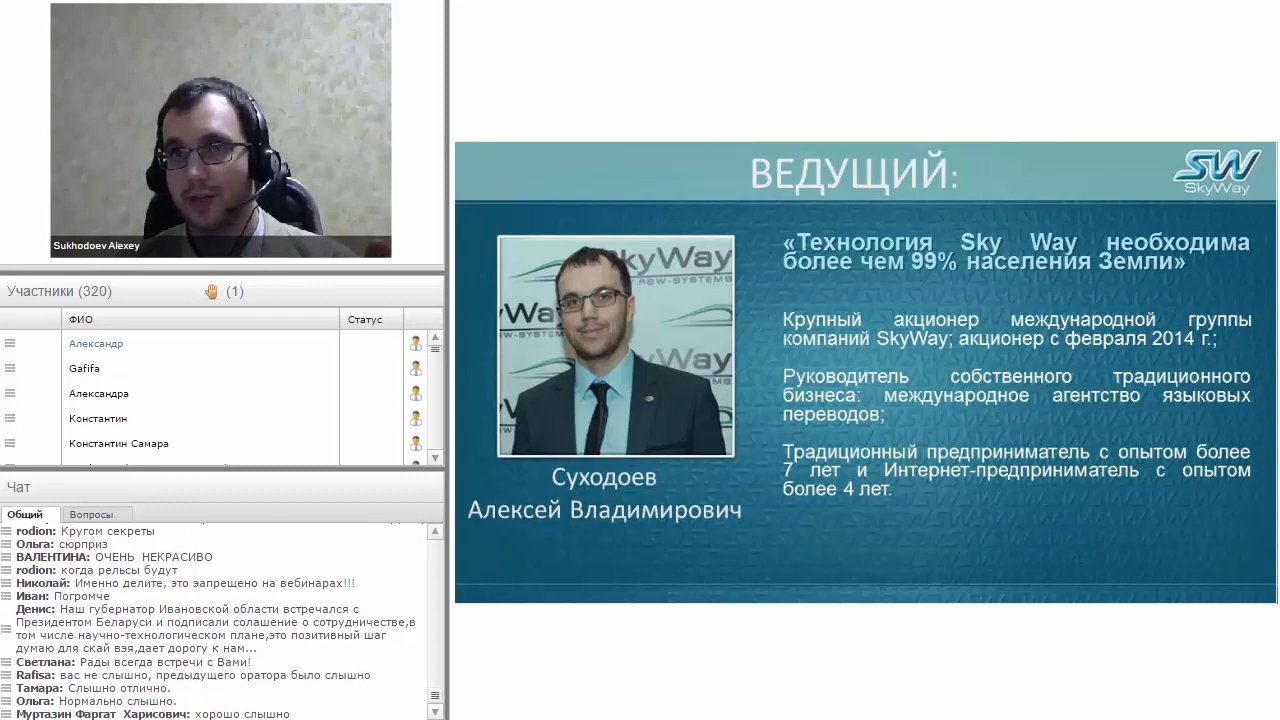 Sukhodoev Alexey
Участники (320) (1)
ФИО Статус
Александр
Gafifa
Александра
Константин
Константин Самара
Чат
Общий Вопросы
rodion: Кругом секреты
Ольга: сюрприз
ВАЛЕНТИНА: ОЧЕНЬ НЕКРАСИВО
rodion: когда рельсы будут
Николай: Именно делите, это запрещено на вебинарах!!!
Иван: Погромче
Денис: Наш губернатор Ивановской области встречался с
Президентом Беларуси и подписали солашение о сотрудничестве,в
том числе научно-технологическом плане,это позитивный шаг
думаю для скай вэя,дает дорогу к нам...
Светлана: Рады всегда встречи с Вами!
Rafisa: вас не слышно, предыдущего оратора было слышно
Тамара: Слышно отлично.
Ольга: Нормально слышно.
Муртазин Фаргат Харисович: хорошо слышно
ВЕДУЩИЙ:
SW
SkyWay
SkyWay
RSW-SYSTEMS
«Технология Sky Way необходима
более чем 99% населения Земли»
Крупный акционер международной группы
компаний SkyWay; акционер с февраля 2014 г.;
Руководитель собственного традиционного
бизнеса: международное агентство языковых
переводов;
Традиционный предприниматель с опытом более
7 лет и Интернет-предприниматель с опытом
более 4 лет.
Суходоев
Алексей Владимирович